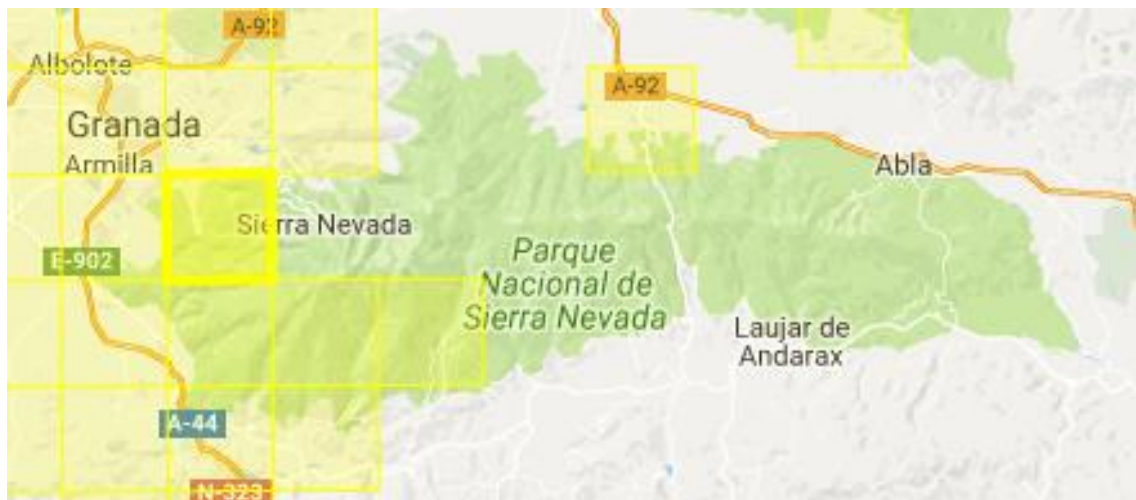 A-92
Albolote
A-92
Granada
Armilla
Abla
Sierra Nevada
E-902
Parque
Nacional de
Sierra Nevada
Laujar de
Andarax
A-44
N-323